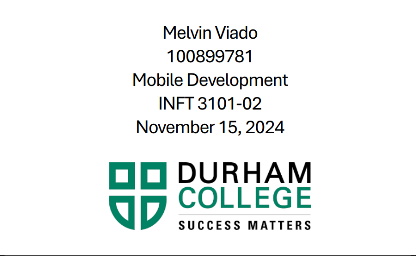 Melvin Viado
100899781
Mobile Development
INFT 3101-02
November 15, 2024
DURHAM
COLLEGE
SUCCESS MATTERS